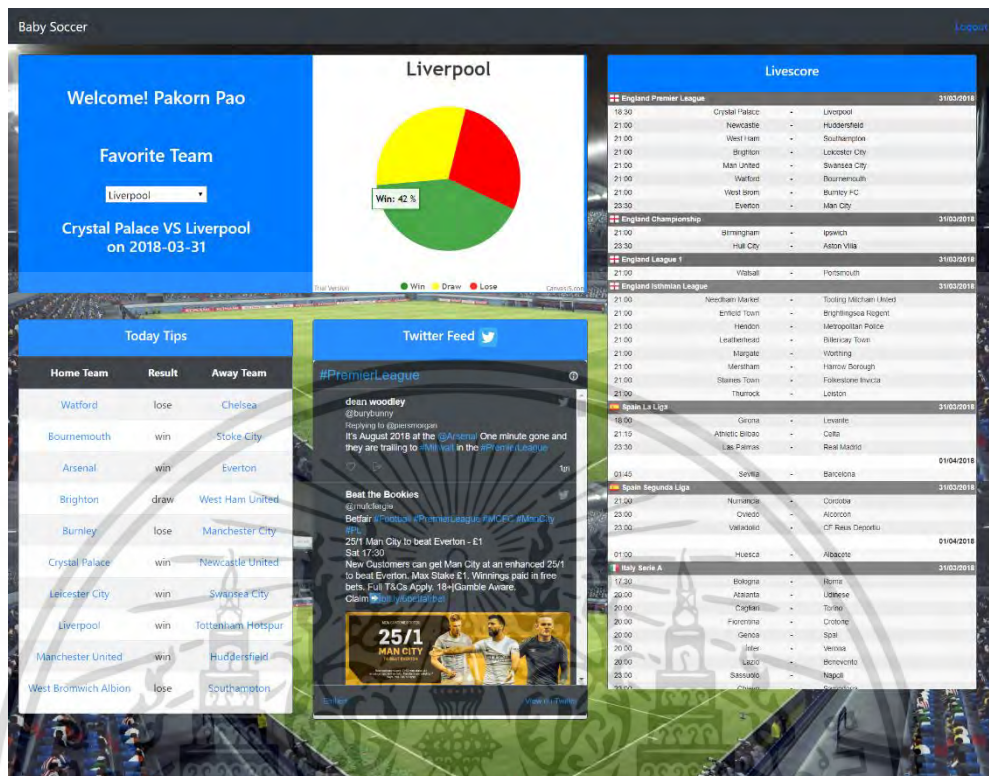 Baby Soccer
Logout
Welcome! Pakorn Pao
Favorite Team
Liverpool
Crystal Palace VS Liverpool
on 2018-03-31
Liverpool
Win: 42 %
Win Draw Lose
Trial Version
CanvasJS.com
Livescore
England Premier League 31/03/2018
18:30 Crystal Palace - Liverpool
21:00 Newcastle - Huddersfield
21:00 West Ham - Southampton
21:00 Brighton - Leicester City
21:00 Man United - Swansea City
21:00 Watford - Bournemouth
21:00 West Brom - Burnley FC
23:30 Everton - Man City
England Championship 31/03/2018
21:00 Birmingham - Ipswich
23:30 Hull City - Aston Villa
England League 1 31/03/2018
21:00 Walsall - Portsmouth
England Isthmian League 31/03/2018
21:00 Needham Market - Tooting Mitcham United
21:00 Enfield Town - Brightlingsea Regent
21:00 Hendon - Metropolitan Police
21:00 Leatherhead - Billericay Town
21:00 Margate - Worthing
21:00 Merstham - Harrow Borough
21:00 Staines Town - Folkestone Invicta
21:00 Thurrock - Leiston
Spain La Liga 31/03/2018
18:00 Girona - Levante
21:15 Athletic Bilbao - Celta
23:30 Las Palmas - Real Madrid
01/04/2018
01:45 Sevilla - Barcelona
Spain Segunda Liga 31/03/2018
21:00 Numancia - Cordoba
23:00 Oviedo - Alcorcon
23:00 Valladolid - CF Reus Deportiu
01/04/2018
01:00 Huesca - Albacete
Italy Serie A 31/03/2018
17:30 Bologna - Roma
20:00 Atalanta - Udinese
20:00 Cagliari - Torino
20:00 Fiorentina - Crotone
20:00 Genoa - Spal
20:00 Inter - Verona
20:00 Lazio - Benevento
23:00 Sassuolo - Napoli
Today Tips
Home Team Result Away Team
Watford lose Chelsea
Bournemouth win Stoke City
Arsenal win Everton
Brighton draw West Ham United
Burnley lose Manchester City
Crystal Palace win Newcastle United
Leicester City win Swansea City
Liverpool win Tottenham Hotspur
Manchester United win Huddersfield
West Bromwich Albion lose Southampton
Twitter Feed
#PremierLeague
dean woodley
@burybunny
Replying to @piersmorgan
It's August 2018 at the @Arsenal One minute gone and
they are trailing to #Millwall in the #PremierLeague
1m
Beat the Bookies
Betfair #Football #PremierLeague #MCFC #ManCity
#PL
25/1 Man City to beat Everton - £1
Sat 17:30
New Customers can get Man City at an enhanced 25/1
to beat Everton. Max Stake £1. Winnings paid in free
bets. Full T&Cs Apply. 18+|Gamble Aware.
Claim
25/1
MAN CITY
Embed
View on Twitter